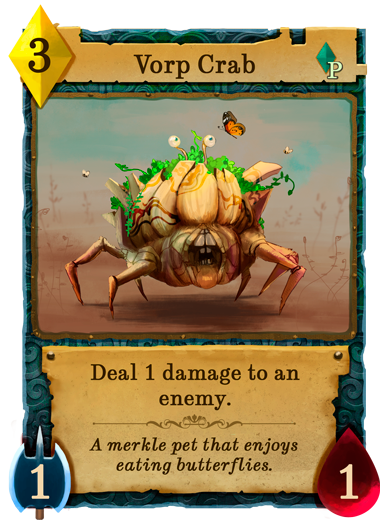 3
Vorp Crab
P
Deal 1 damage to an
enemy.
A merkle pet that enjoys
eating butterflies.
1
1